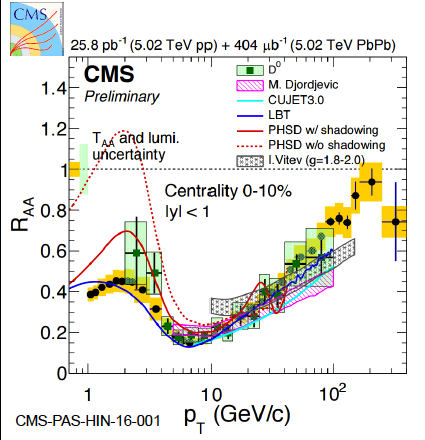 CMS
25.8 pb⁻¹ (5.02 TeV pp) + 404 μb⁻¹ (5.02 TeV PbPb)
CMS
Preliminary
D⁰
M. Djordjevic
CUJET3.0
LBT
PHSD w/ shadowing
PHSD w/o shadowing
I.Vitev (g=1.8-2.0)
T_AA and lumi.
uncertainty
Centrality 0-10%
|y| < 1
R_AA
1.4
1.2
1
0.8
0.6
0.4
0.2
0
1
10
10²
p_T (GeV/c)
CMS-PAS-HIN-16-001